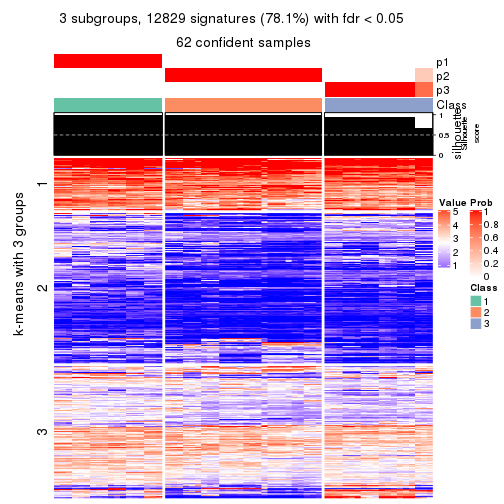 3 subgroups, 12829 signatures (78.1%) with fdr < 0.05
62 confident samples
p1
p2
p3
Class
silhouette
Silhouette
score
1
0.5
0
k-means with 3 groups
1
2
3
Value
5
4
3
2
1
Prob
1
0.8
0.6
0.4
0.2
0
Class
1
2
3